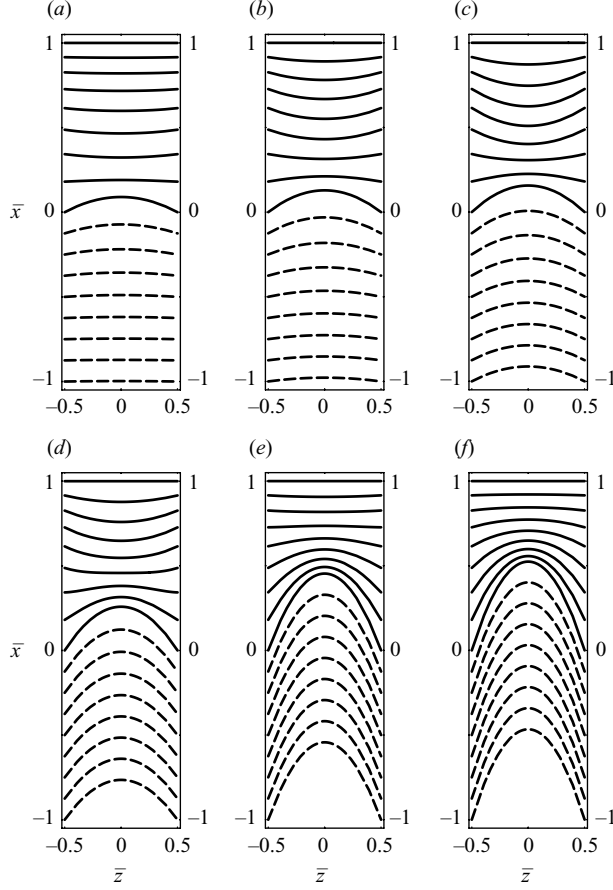 (a) (b) (c)
1 1 1 1 1 1
x̅ 0 0 0 0 0 0
–1 –1 –1 –1 –1 –1
–0.5 0 0.5 –0.5 0 0.5 –0.5 0 0.5
(d) (e) (f)
1 1 1 1 1 1
x̅ 0 0 0 0 0 0
–1 –1 –1 –1 –1 –1
–0.5 0 0.5 –0.5 0 0.5 –0.5 0 0.5
z̅ z̅ z̅